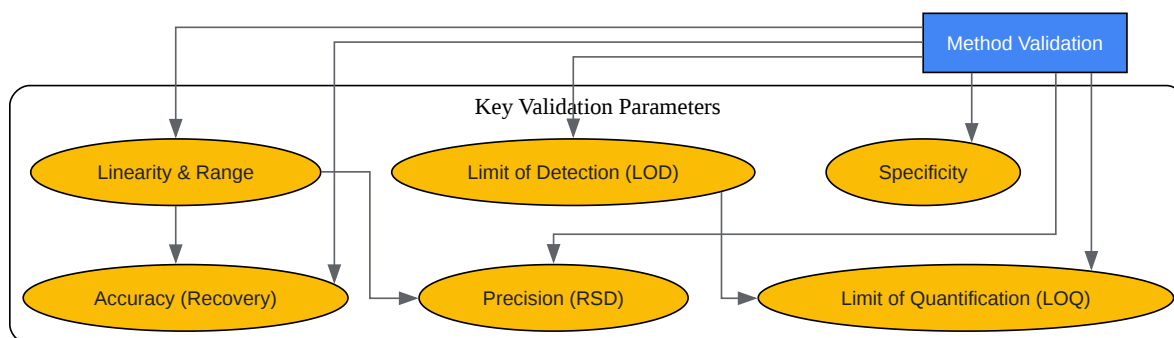 Method Validation
Key Validation Parameters
Linearity & Range
Limit of Detection (LOD)
Specificity
Accuracy (Recovery)
Precision (RSD)
Limit of Quantification (LOQ)